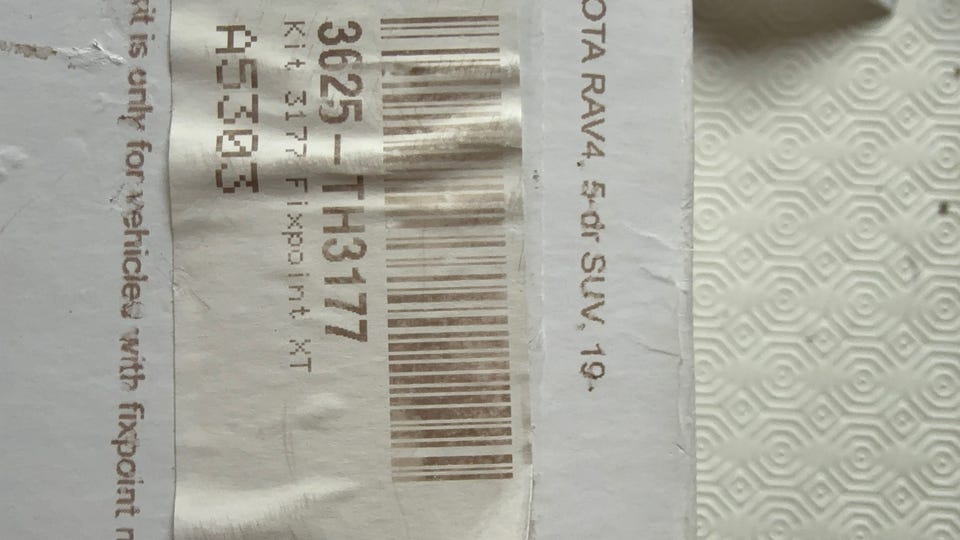 OTA RAV4, 5-dr SUV, 19-
3625-TH3177
Kit 3177 Fixpoint XT
A5303
it is only for vehicles with fixpoint